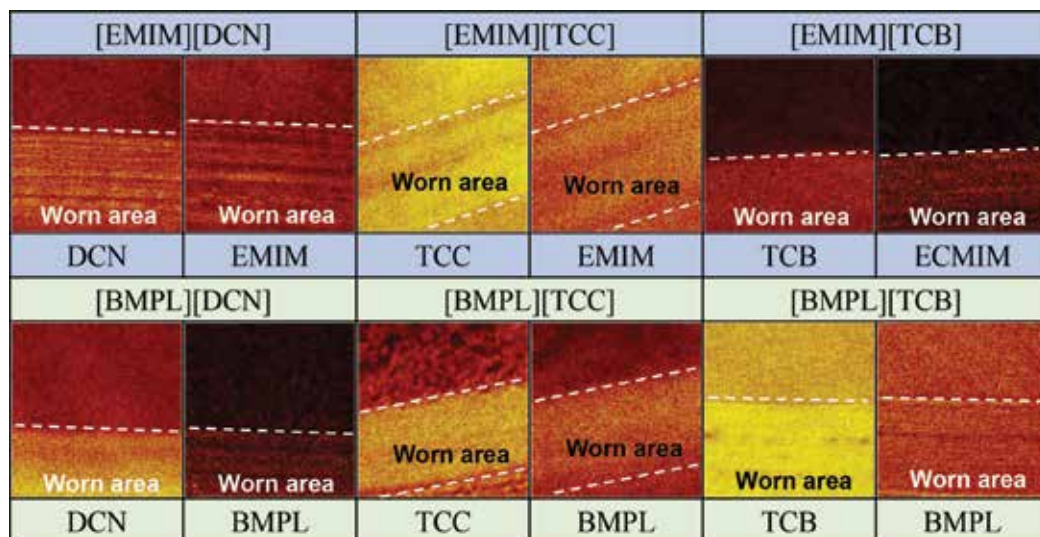 [EMIM][DCN] [EMIM][TCC] [EMIM][TCB]
Worn area Worn area Worn area Worn area Worn area Worn area
DCN EMIM TCC EMIM TCB ECMIM
[BMPL][DCN] [BMPL][TCC] [BMPL][TCB]
Worn area Worn area Worn area Worn area Worn area Worn area
DCN BMPL TCC BMPL TCB BMPL